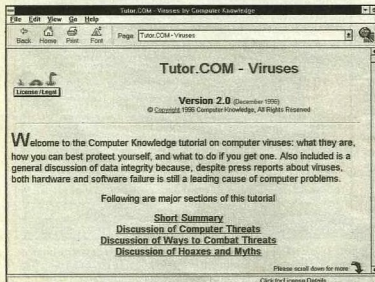 Tutor.COM - Viruses by Computer Knowledge
File Edit View Go Help
Back Home Print Font Page: Tutor.COM - Viruses
License/Legal
Tutor.COM - Viruses
Version 2.0 (December 1996)
© Copyright 1996 Computer Knowledge, All Rights Reserved
Welcome to the Computer Knowledge tutorial on computer viruses: what they are,
how you can best protect yourself, and what to do if you get one. Also included is a
general discussion of data integrity because, despite press reports about viruses,
both hardware and software failure is still a leading cause of computer problems.
Following are major sections of this tutorial
Short Summary
Discussion of Computer Threats
Discussion of Ways to Combat Threats
Discussion of Hoaxes and Myths
Please scroll down for more
Click for License Details